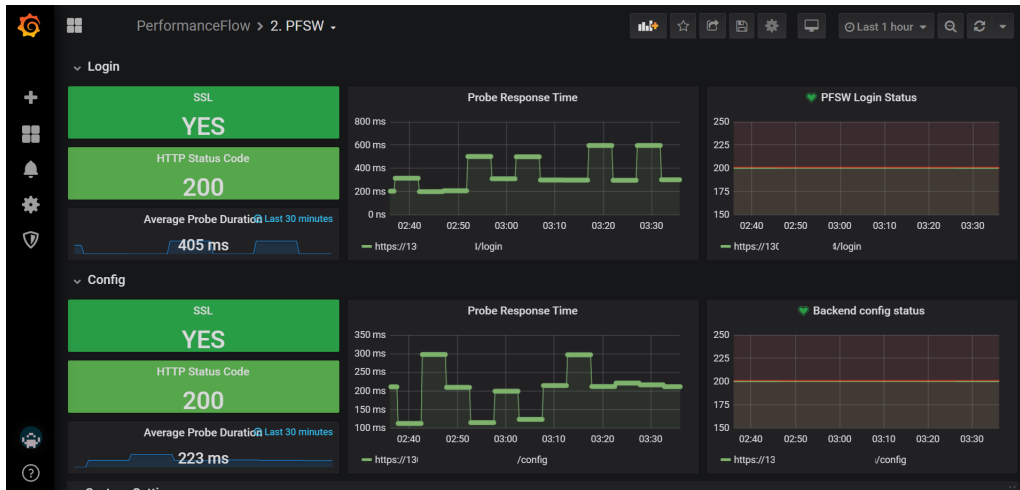 PerformanceFlow > 2. PFSW
Last 1 hour
Login
SSL
YES
HTTP Status Code
200
Average Probe Duration Last 30 minutes
405 ms
Probe Response Time
800 ms
600 ms
400 ms
200 ms
0 ns
02:40 02:50 03:00 03:10 03:20 03:30
https://13 /login
PFSW Login Status
250
225
200
175
150
02:40 02:50 03:00 03:10 03:20 03:30
https://13 /login
Config
SSL
YES
HTTP Status Code
200
Average Probe Duration Last 30 minutes
223 ms
Probe Response Time
350 ms
300 ms
250 ms
200 ms
150 ms
100 ms
02:40 02:50 03:00 03:10 03:20 03:30
https://13 /config
Backend config status
250
225
200
175
150
02:40 02:50 03:00 03:10 03:20 03:30
https://13 /config